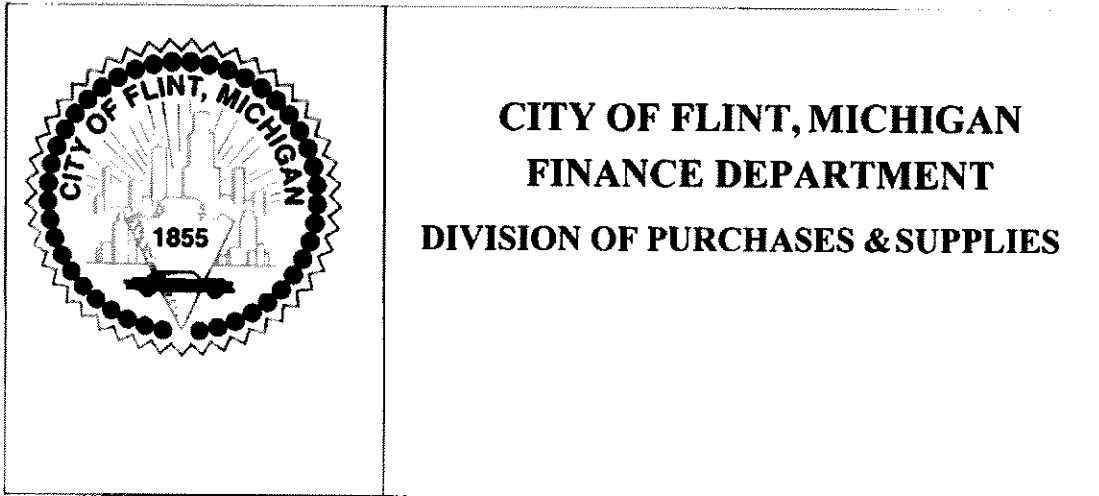 CITY OF FLINT, MICHIGAN
1855
CITY OF FLINT, MICHIGAN
FINANCE DEPARTMENT
DIVISION OF PURCHASES & SUPPLIES